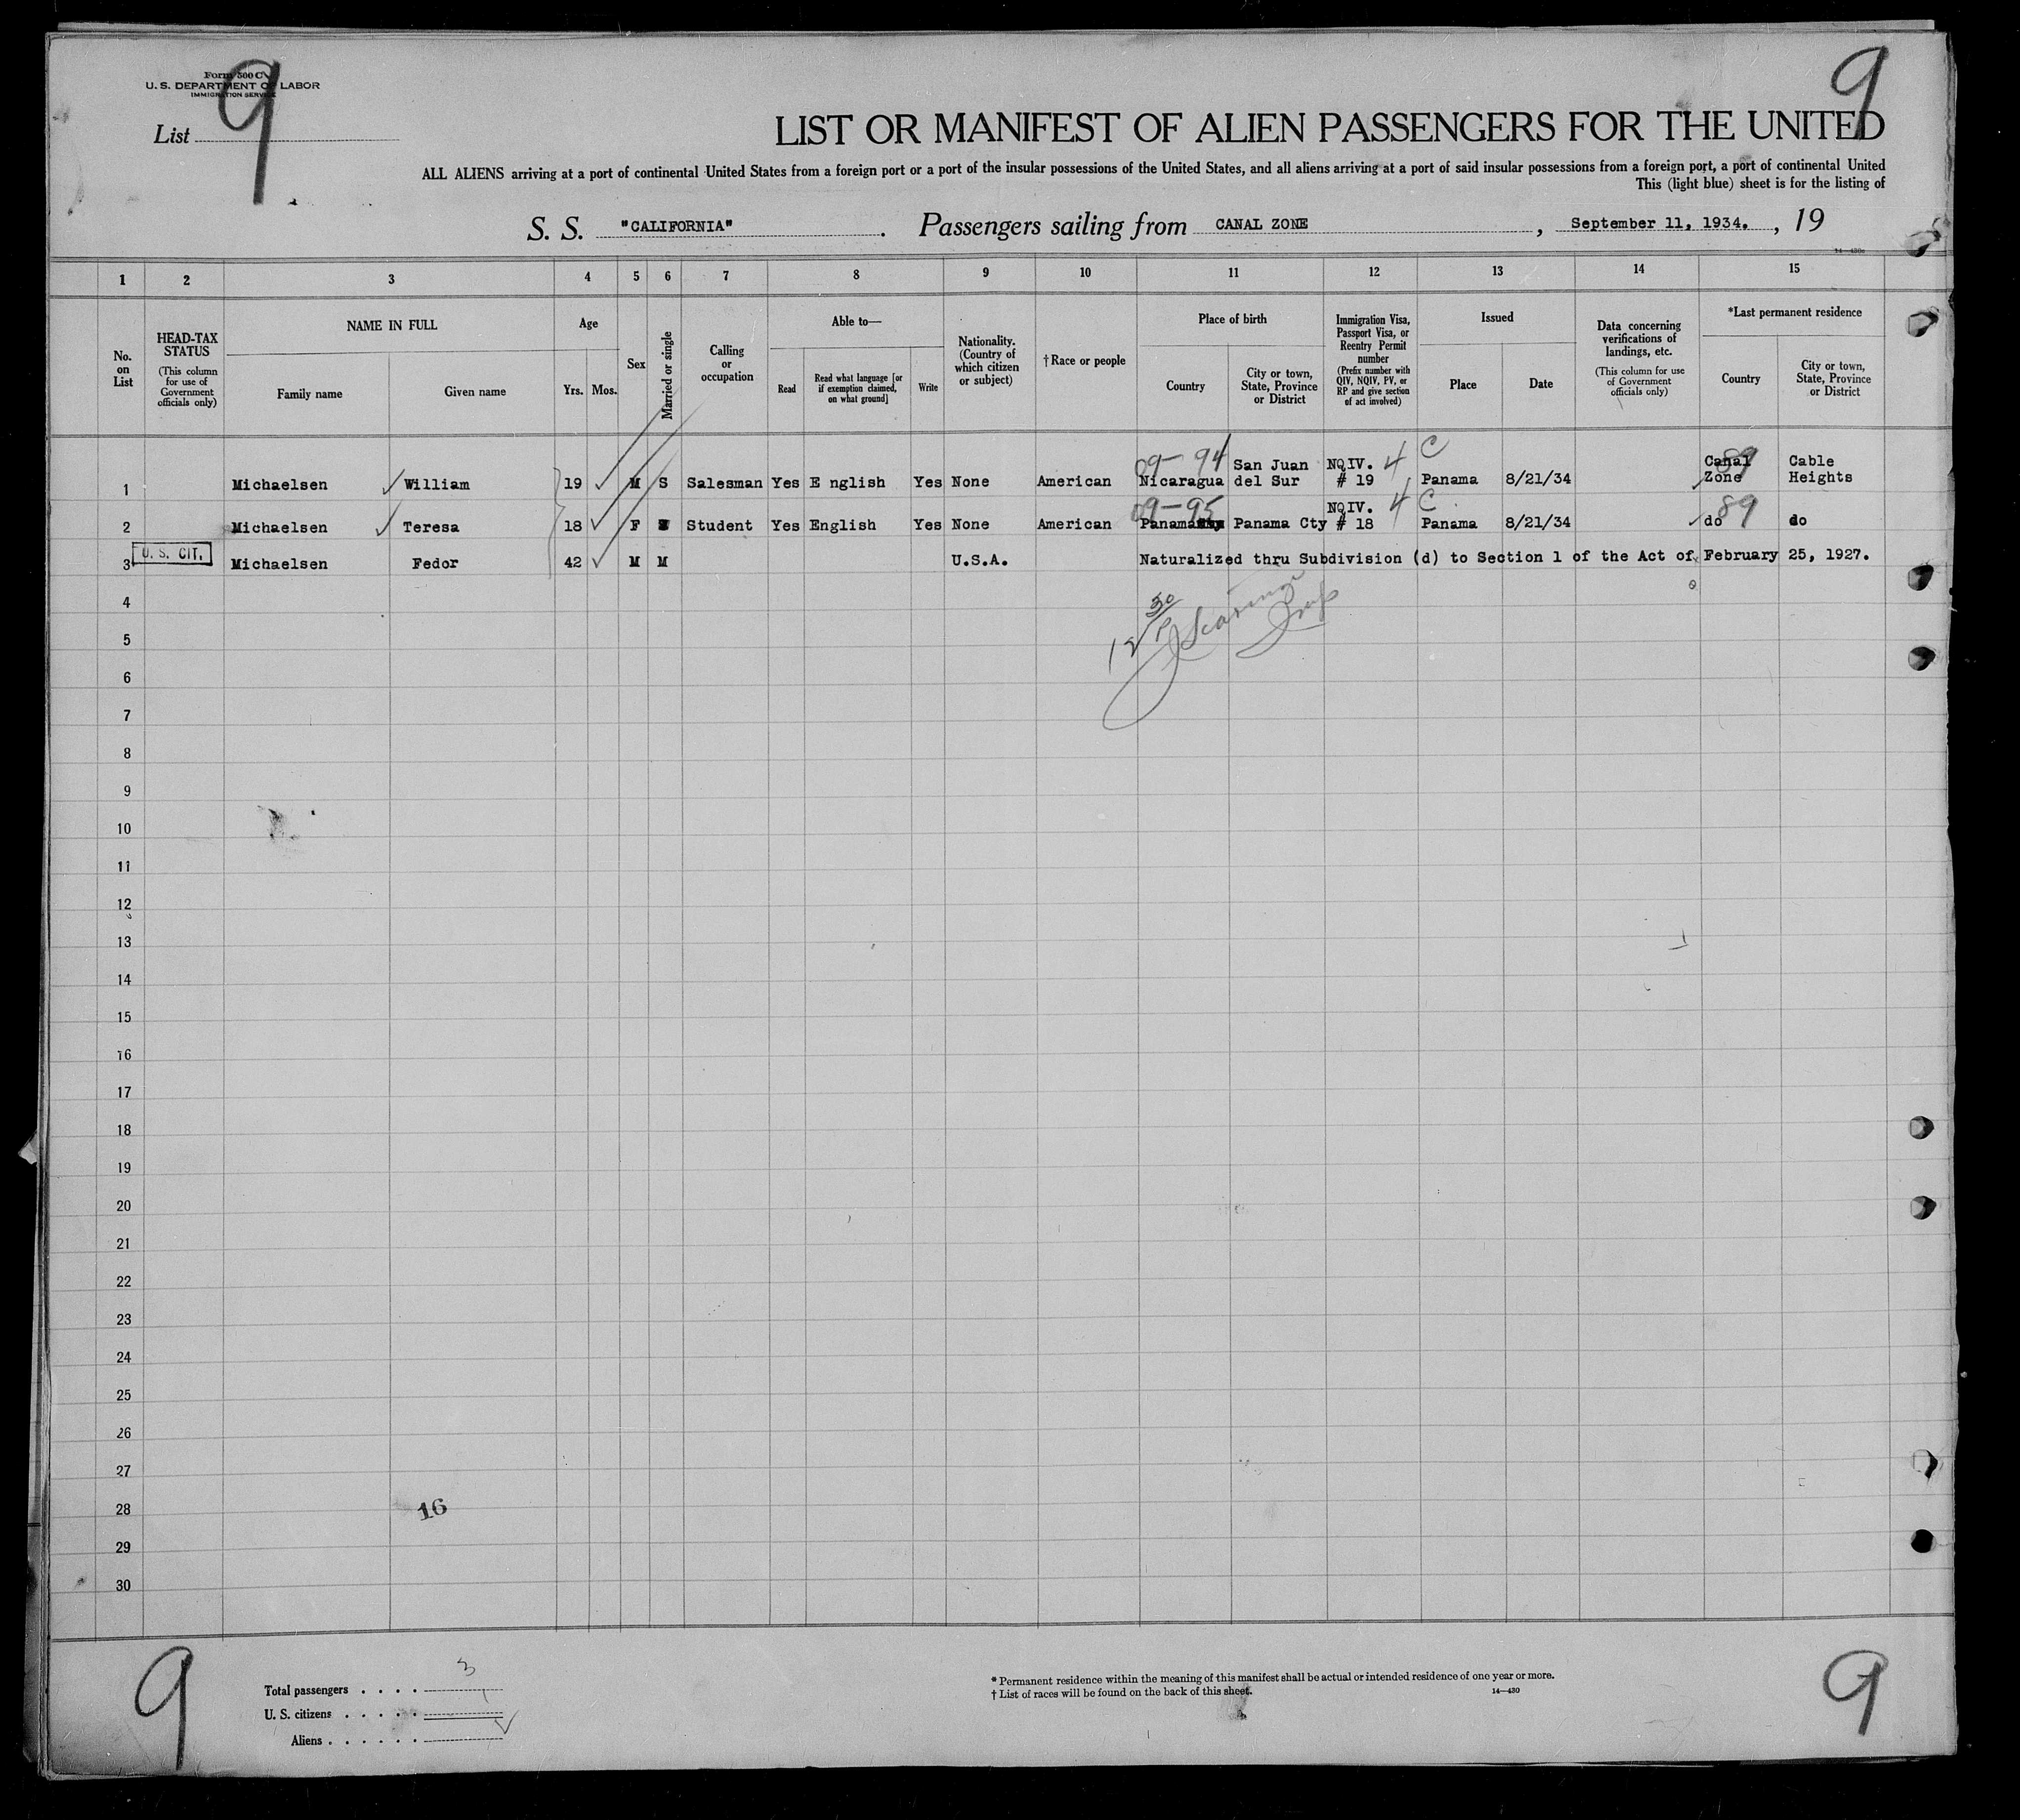 9
9
Form 500 C
U. S. DEPARTMENT OF LABOR
IMMIGRATION SERVICE
List
LIST OR MANIFEST OF ALIEN PASSENGERS FOR THE UNITED
ALL ALIENS arriving at a port of continental United States from a foreign port or a port of the insular possessions of the United States, and all aliens arriving at a port of said insular possessions from a foreign port, a port of continental United
This (light blue) sheet is for the listing of
S. S. "CALIFORNIA". Passengers sailing from CANAL ZONE, September 11, 1934., 19
14—430c
1 2 3 4 5 6 7 8 9 10 11 12 13 14 15
No. on List
HEAD-TAX STATUS (This column for use of Government officials only)
NAME IN FULL
Family name Given name
Age
Yrs. Mos.
Sex
Married or single
Calling or occupation
Able to—
Read
Read what language [or if exemption claimed, on what ground]
Write
Nationality. (Country of which citizen or subject)
†Race or people
Place of birth
Country
City or town, State, Province or District
Immigration Visa, Passport Visa, or Reentry Permit number (Prefix number with QIV, NQIV, PV, or RP and give section of act involved)
Issued
Place Date
Data concerning verifications of landings, etc. (This column for use of Government officials only)
*Last permanent residence
Country
City or town, State, Province or District
09-94 San Juan NQIV. 4 C Canal 89 Cable
1 Michaelsen William 19 M S Salesman Yes E nglish Yes None American Nicaragua del Sur # 19 Panama 8/21/34 Zone Heights
09-95 NQIV. 4 C 89
2 Michaelsen Teresa 18 F Student Yes English Yes None American Panama Panama Cty # 18 Panama 8/21/34 do do
U. S. CIT.
3 Michaelsen Fedor 42 M M U.S.A. Naturalized thru Subdivision (d) to Section 1 of the Act of February 25, 1927.
4
5
6
7
8
9
10
11
12
13
14
15
16
17
18
19
20
21
22
23
24
25
26
27
28
16
29
30
9
9
Total passengers . . . . 3
U. S. citizens . . . . . 1
Aliens . . . . . .
* Permanent residence within the meaning of this manifest shall be actual or intended residence of one year or more.
† List of races will be found on the back of this sheet.
14—430